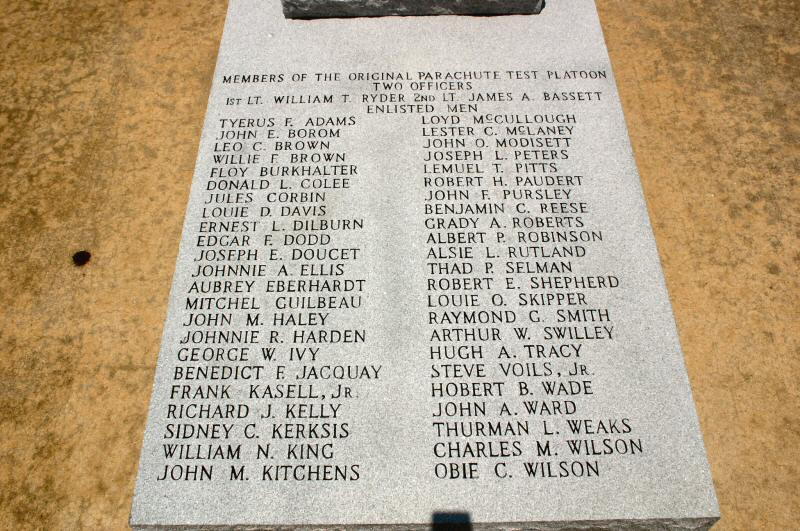 MEMBERS OF THE ORIGINAL PARACHUTE TEST PLATOON
TWO OFFICERS
1ST LT. WILLIAM T. RYDER 2ND LT. JAMES A. BASSETT
ENLISTED MEN
TYERUS F. ADAMS
JOHN E. BOROM
LEO C. BROWN
WILLIE F. BROWN
FLOY BURKHALTER
DONALD L. COLEE
JULES CORBIN
LOUIE D. DAVIS
ERNEST L. DILBURN
EDGAR F. DODD
JOSEPH E. DOUCET
JOHNNIE A. ELLIS
AUBREY EBERHARDT
MITCHEL GUILBEAU
JOHN M. HALEY
JOHNNIE R. HARDEN
GEORGE W. IVY
BENEDICT F. JACQUAY
FRANK KASELL, JR.
RICHARD J. KELLY
SIDNEY C. KERKSIS
WILLIAM N. KING
JOHN M. KITCHENS
LOYD McCULLOUGH
LESTER C. McLANEY
JOHN O. MODISETT
JOSEPH L. PETERS
LEMUEL T. PITTS
ROBERT H. PAUDERT
JOHN F. PURSLEY
BENJAMIN C. REESE
GRADY A. ROBERTS
ALBERT P. ROBINSON
ALSIE L. RUTLAND
THAD P. SELMAN
ROBERT E. SHEPHERD
LOUIE O. SKIPPER
RAYMOND G. SMITH
ARTHUR W. SWILLEY
HUGH A. TRACY
STEVE VOILS, JR.
HOBERT B. WADE
JOHN A. WARD
THURMAN L. WEAKS
CHARLES M. WILSON
OBIE C. WILSON